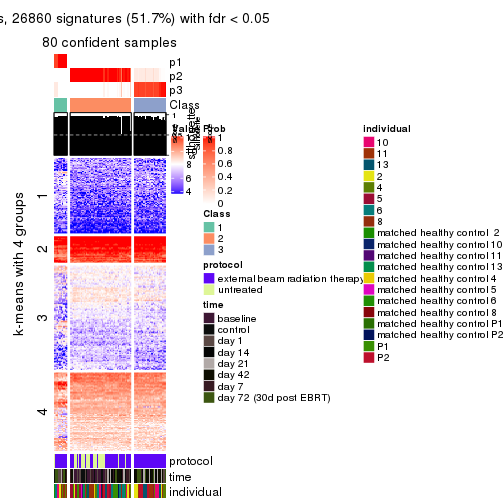 s, 26860 signatures (51.7%) with fdr < 0.05
80 confident samples
p1
p2
p3
Class
1
silhouette
Value
Prob
8
6
4
1
0.8
0.6
0.4
0.2
0
k-means with 4 groups
1
2
3
4
Class
1
2
3
protocol
external beam radiation therapy
untreated
time
baseline
control
day 1
day 14
day 21
day 42
day 7
day 72 (30d post EBRT)
individual
10
11
13
2
4
5
6
8
matched healthy control 2
matched healthy control 10
matched healthy control 11
matched healthy control 13
matched healthy control 4
matched healthy control 5
matched healthy control 6
matched healthy control 8
matched healthy control P1
matched healthy control P2
P1
P2
protocol
time
individual